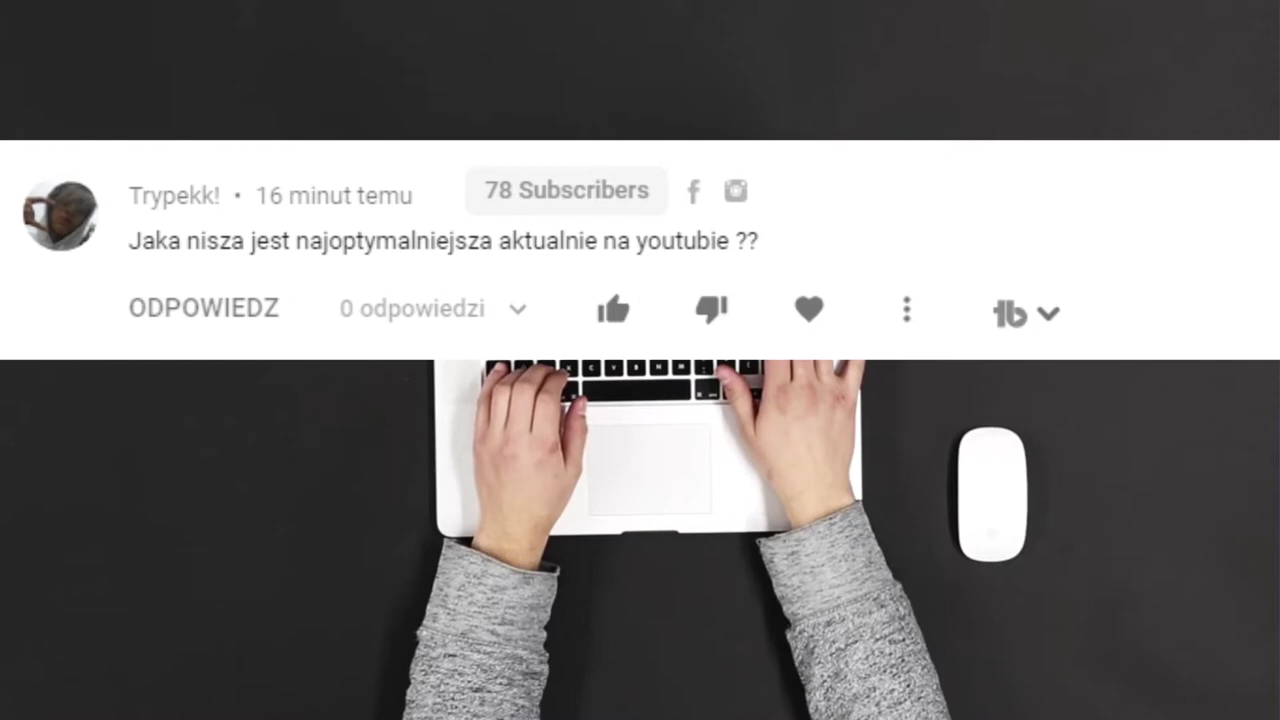 Trypekk! • 16 minut temu 78 Subscribers
Jaka nisza jest najoptymalniejsza aktualnie na youtubie ??
ODPOWIEDZ 0 odpowiedzi